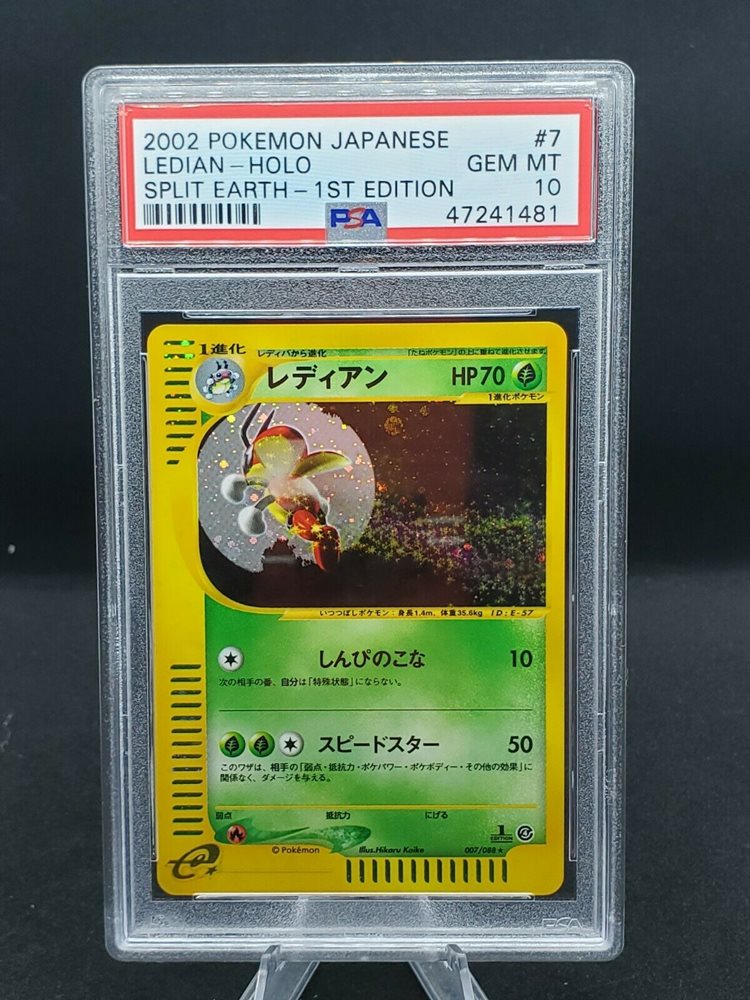 2002 POKEMON JAPANESE #7
LEDIAN - HOLO GEM MT
SPLIT EARTH - 1ST EDITION 10
PSA 47241481
1進化 レディバから進化 「たねポケモン」の上に重ねて進化させます
レディアン HP70
1進化ポケモン
いつつぼしポケモン:身長1.4m、体重35.6kg ID:E-57
しんぴのこな 10
次の相手の番、自分は「特殊状態」にならない。
スピードスター 50
このワザは、相手の「弱点・抵抗力・ポケパワー・ポケボディー・その他の効果」に
関係なく、ダメージを与える。
弱点 抵抗力 にげる
1
EDITION
© Pokémon Illus.Hikaru Koike 007/088★
e
PSA